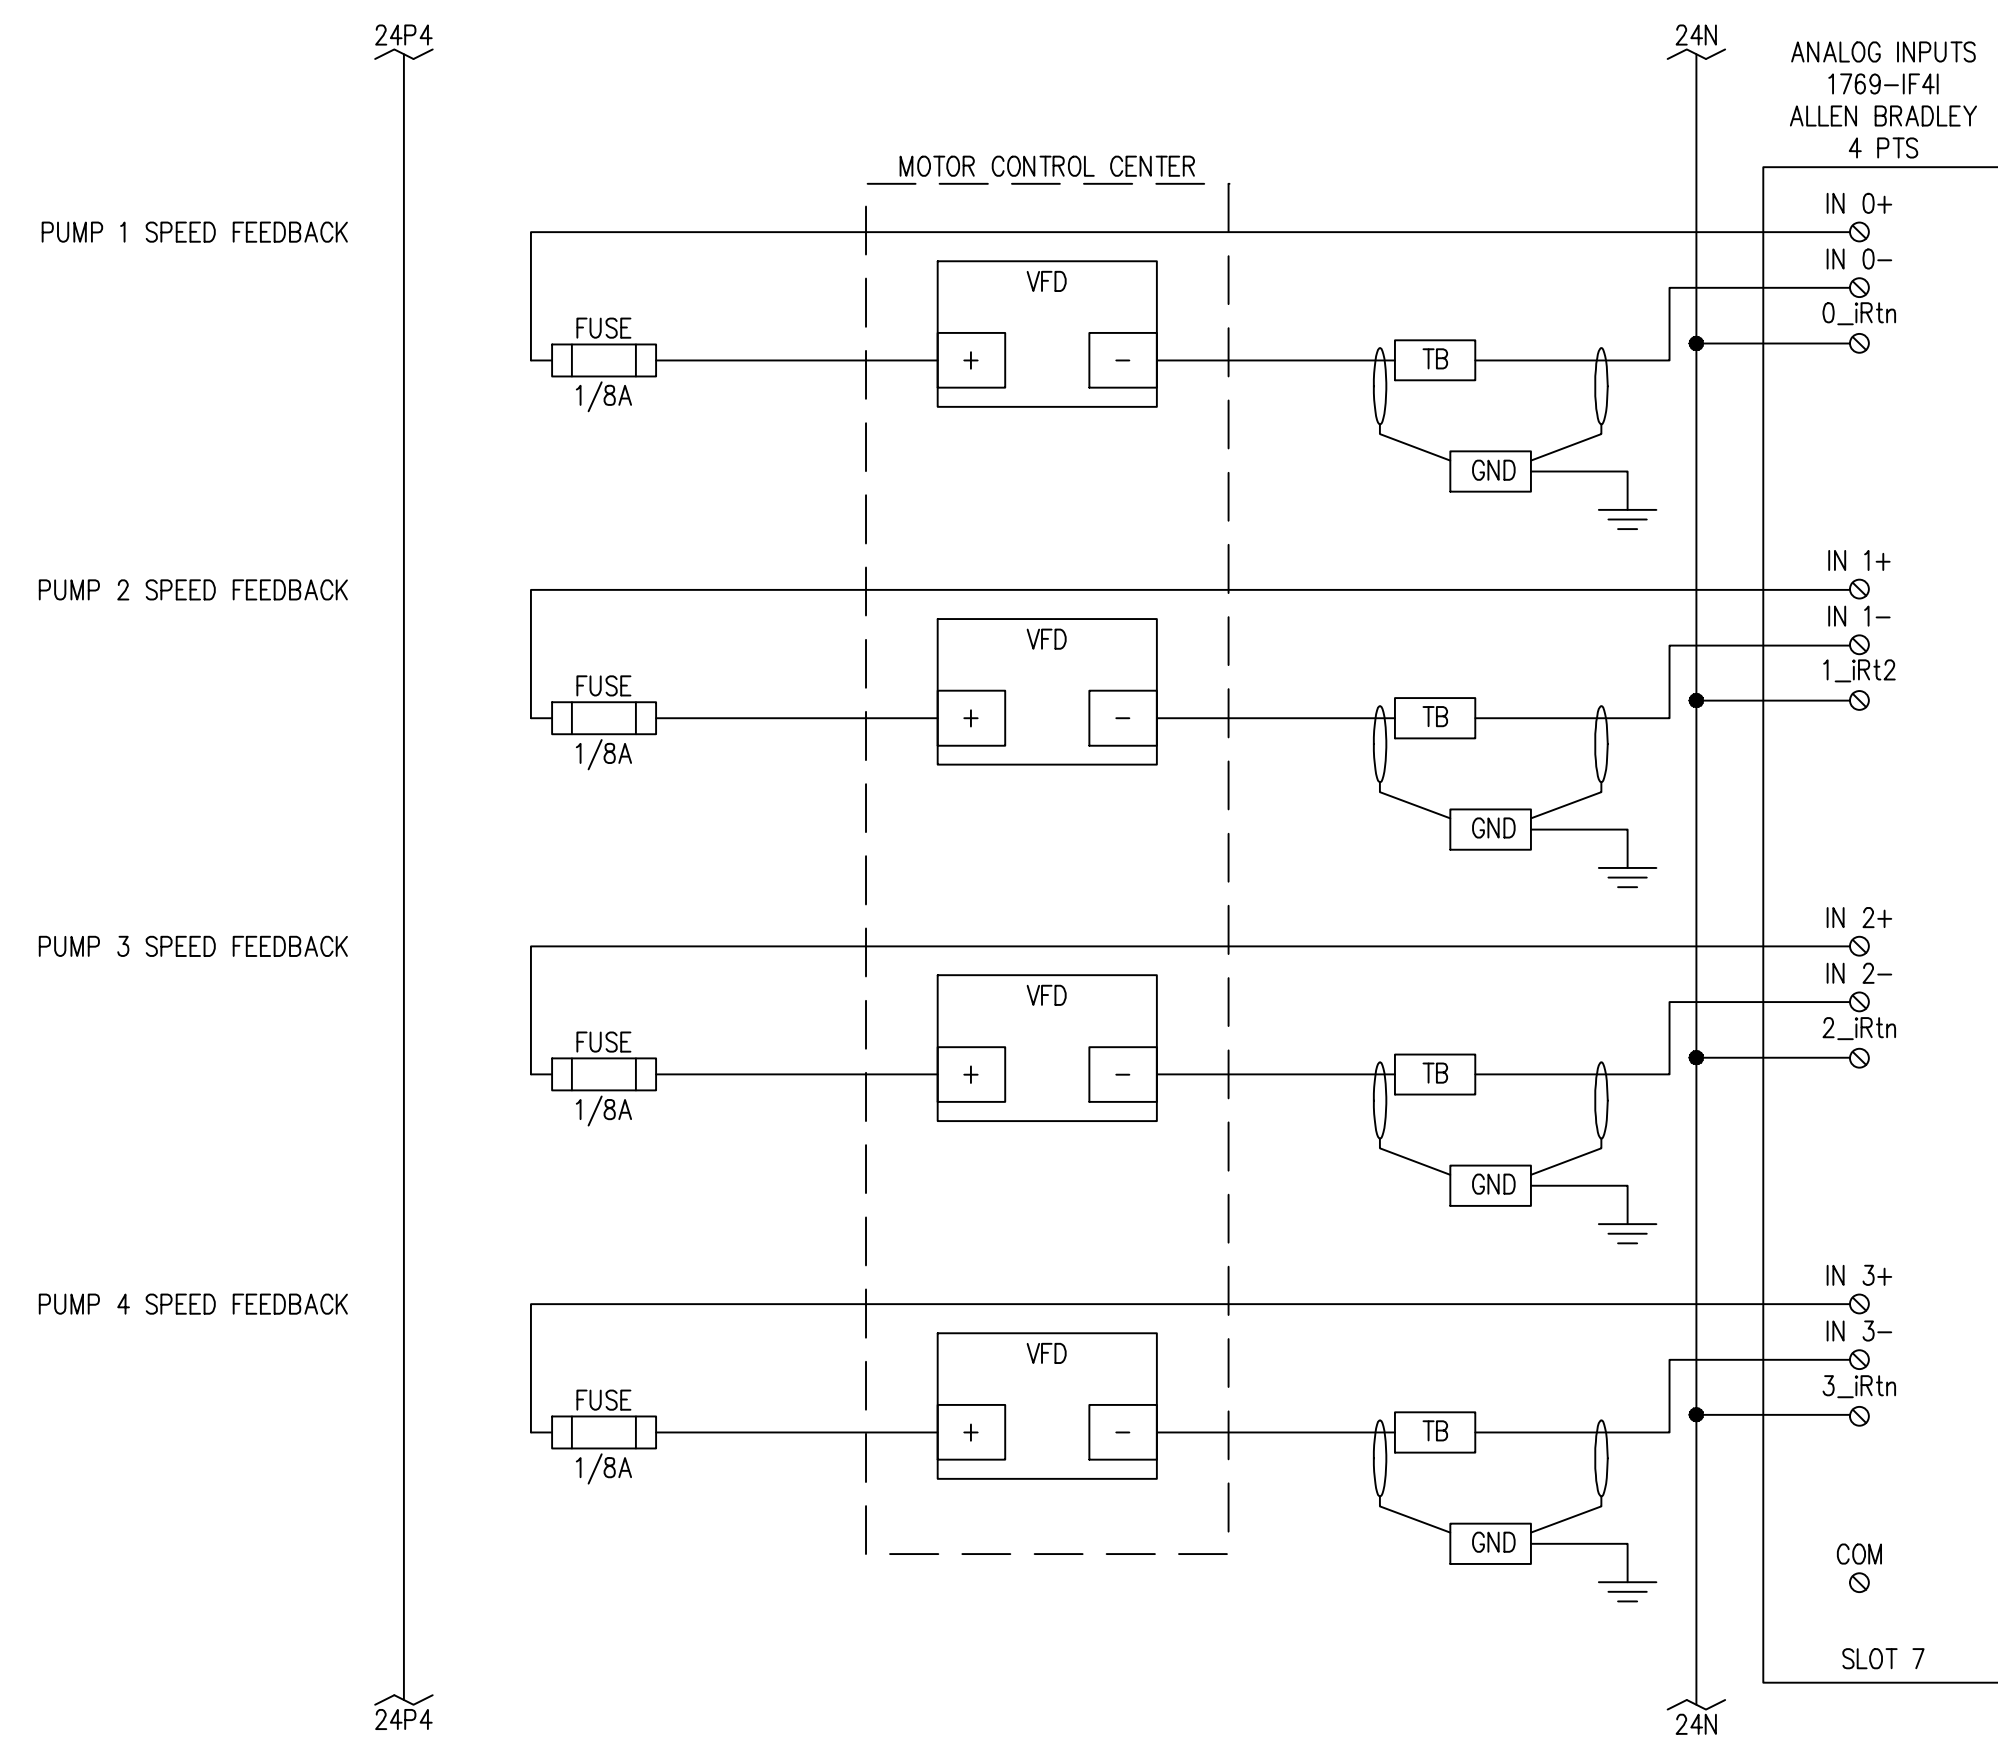 24P4
24N
ANALOG INPUTS
1769-IF4I
ALLEN BRADLEY
4 PTS
MOTOR CONTROL CENTER
PUMP 1 SPEED FEEDBACK
IN 0+
IN 0-
0_iRtn
VFD
FUSE
+
-
TB
1/8A
GND
PUMP 2 SPEED FEEDBACK
IN 1+
IN 1-
1_iRt2
VFD
FUSE
+
-
TB
1/8A
GND
PUMP 3 SPEED FEEDBACK
IN 2+
IN 2-
2_iRtn
VFD
FUSE
+
-
TB
1/8A
GND
PUMP 4 SPEED FEEDBACK
IN 3+
IN 3-
3_iRtn
VFD
FUSE
+
-
TB
1/8A
GND
COM
SLOT 7
24P4
24N